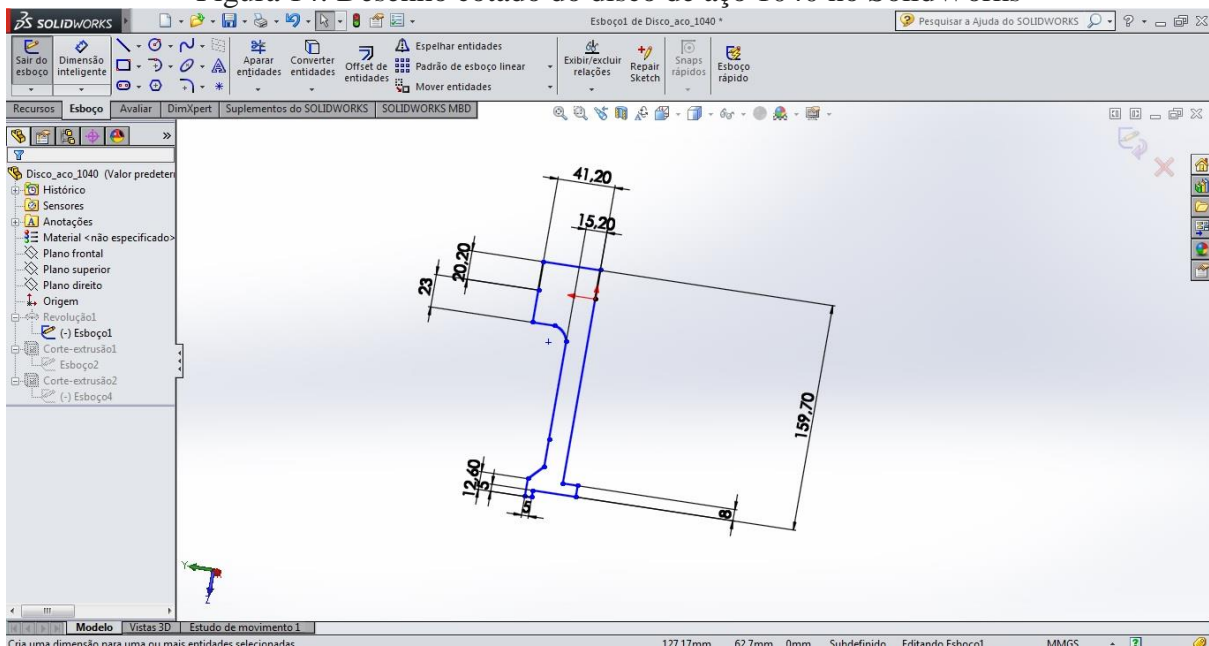 Figura 14: Desenho cotado do disco de aço 1040 no SolidWorks
SOLIDWORKS
Esboço1 de Disco_aco_1040 *
Pesquisar a Ajuda do SOLIDWORKS
Sair do esboço
Dimensão inteligente
Aparar entidades
Converter entidades
Offset de entidades
Espelhar entidades
Padrão de esboço linear
Mover entidades
Exibir/excluir relações
Repair Sketch
Snaps rápidos
Esboço rápido
Recursos Esboço Avaliar DimXpert Suplementos do SOLIDWORKS SOLIDWORKS MBD
Disco_aco_1040 (Valor predeter
Histórico
Sensores
Anotações
Material <não especificado>
Plano frontal
Plano superior
Plano direito
Origem
Revolução1
(-) Esboço1
Corte-extrusão1
Esboço2
Corte-extrusão2
(-) Esboço4
41,20
15,20
20,20
23
159,70
12,60
5
5
8
Y
Z
Modelo Vistas 3D Estudo de movimento 1
Cria uma dimensão para uma ou mais entidades selecionadas.
127.17mm 62.7mm 0mm Subdefinido Editando Esboço1 MMGS